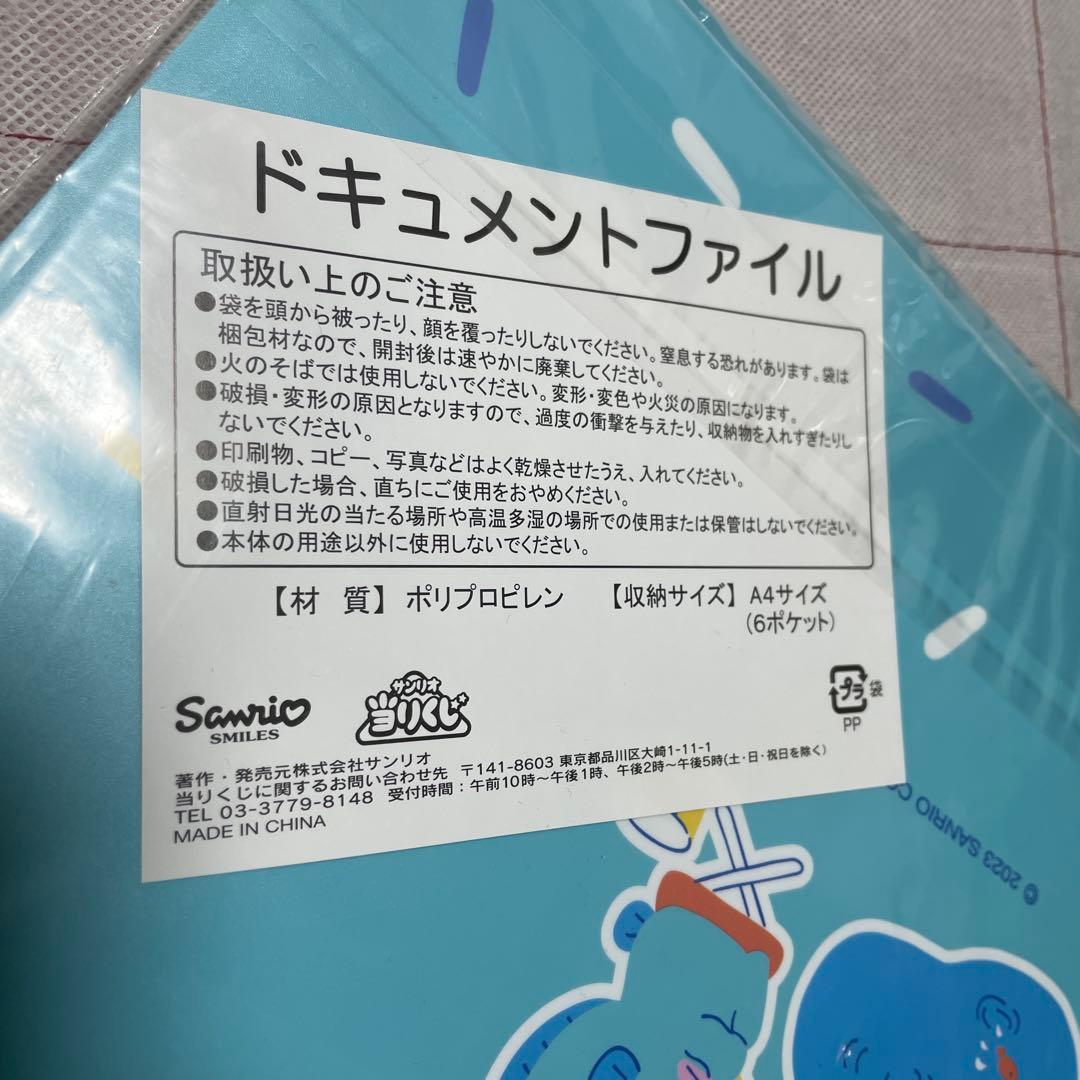 ドキュメントファイル
取扱い上のご注意
●袋を頭から被ったり、顔を覆ったりしないでください。窒息する恐れがあります。袋は
梱包材なので、開封後は速やかに廃棄してください。
●火のそばでは使用しないでください。変形・変色や火災の原因になります。
●破損・変形の原因となりますので、過度の衝撃を与えたり、収納物を入れすぎたりし
ないでください。
●印刷物、コピー、写真などはよく乾燥させたうえ、入れてください。
●破損した場合、直ちにご使用をおやめください。
●直射日光の当たる場所や高温多湿の場所での使用または保管はしないでください。
●本体の用途以外に使用しないでください。
【材 質】 ポリプロピレン 【収納サイズ】 A4サイズ
(6ポケット)
Sanrio
SMILES
サンリオ
当りくじ
プラ 袋
PP
著作・発売元株式会社サンリオ 〒141-8603 東京都品川区大崎1-11-1
当りくじに関するお問い合わせ先
TEL 03-3779-8148 受付時間：午前10時～午後1時、午後2時～午後5時(土・日・祝日を除く)
MADE IN CHINA
© 2023 SANRIO CO